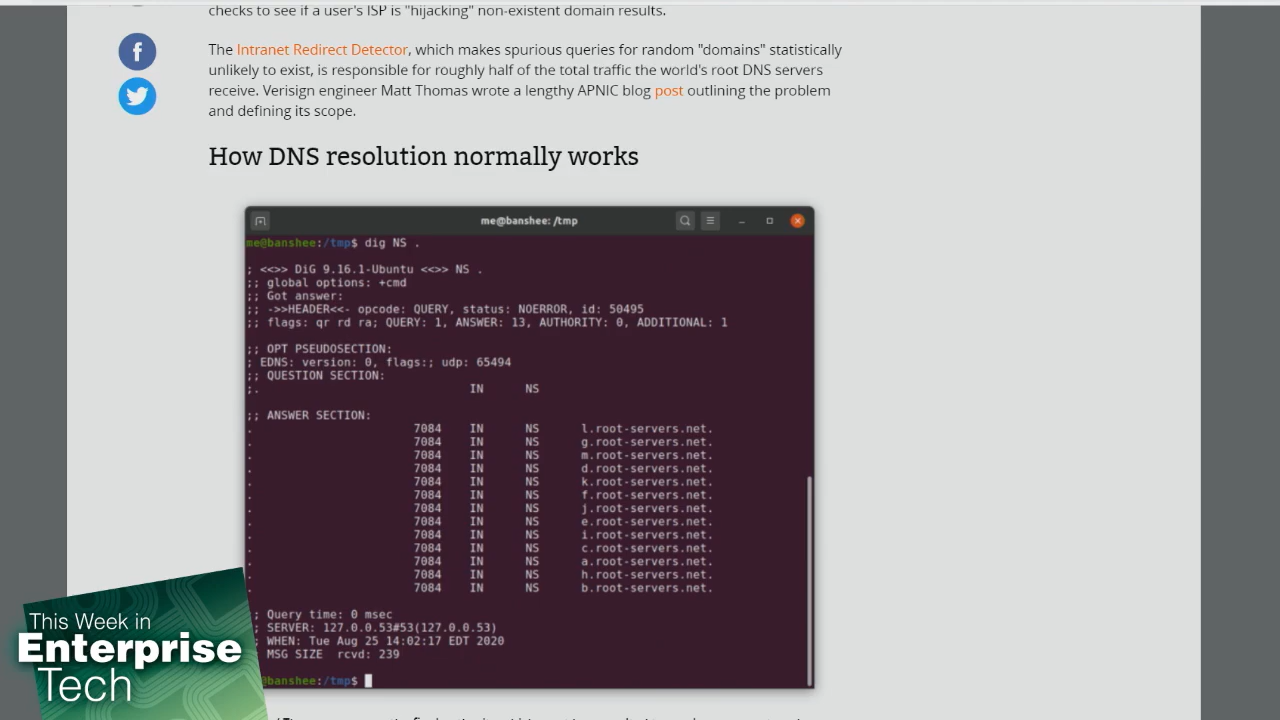 checks to see if a user's ISP is "hijacking" non-existent domain results.
The Intranet Redirect Detector, which makes spurious queries for random "domains" statistically
unlikely to exist, is responsible for roughly half of the total traffic the world's root DNS servers
receive. Verisign engineer Matt Thomas wrote a lengthy APNIC blog post outlining the problem
and defining its scope.
How DNS resolution normally works
me@banshee: /tmp
me@banshee:/tmp$ dig NS .
; <<>> DiG 9.16.1-Ubuntu <<>> NS .
;; global options: +cmd
;; Got answer:
;; ->>HEADER<<- opcode: QUERY, status: NOERROR, id: 50495
;; flags: qr rd ra; QUERY: 1, ANSWER: 13, AUTHORITY: 0, ADDITIONAL: 1
;; OPT PSEUDOSECTION:
; EDNS: version: 0, flags:; udp: 65494
;; QUESTION SECTION:
;. IN NS
;; ANSWER SECTION:
. 7084 IN NS l.root-servers.net.
. 7084 IN NS g.root-servers.net.
. 7084 IN NS m.root-servers.net.
. 7084 IN NS d.root-servers.net.
. 7084 IN NS k.root-servers.net.
. 7084 IN NS f.root-servers.net.
. 7084 IN NS j.root-servers.net.
. 7084 IN NS e.root-servers.net.
. 7084 IN NS i.root-servers.net.
. 7084 IN NS c.root-servers.net.
. 7084 IN NS a.root-servers.net.
. 7084 IN NS h.root-servers.net.
. 7084 IN NS b.root-servers.net.
; Query time: 0 msec
; SERVER: 127.0.0.53#53(127.0.0.53)
; WHEN: Tue Aug 25 14:02:17 EDT 2020
; MSG SIZE rcvd: 239
@banshee:/tmp$
This Week in
Enterprise
Tech